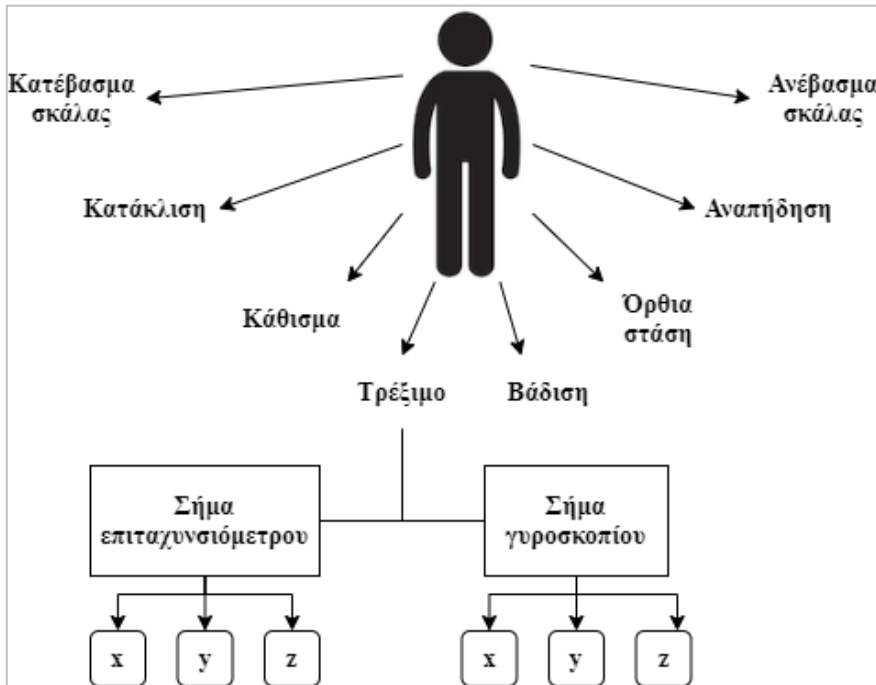 Κατέβασμα
σκάλας
Ανέβασμα
σκάλας
Κατάκλιση
Αναπήδηση
Κάθισμα
Όρθια
στάση
Τρέξιμο
Βάδιση
Σήμα
επιταχυνσιόμετρου
Σήμα
γυροσκοπίου
x y z
x y z